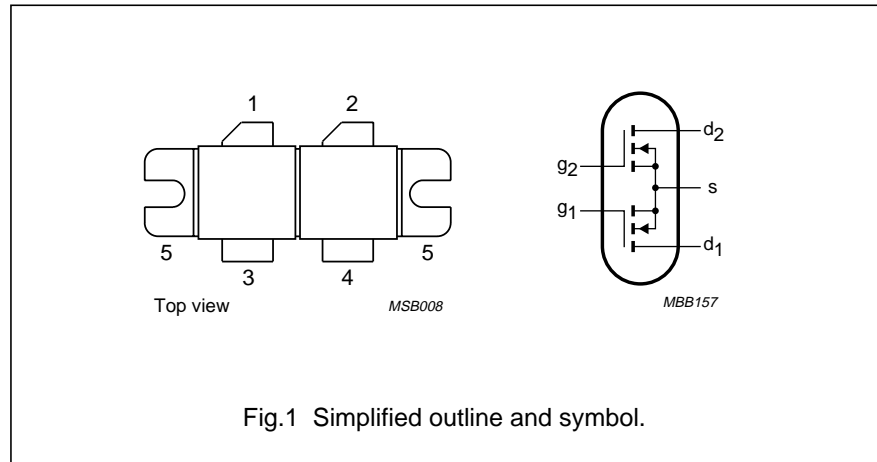 1 2
5 5
3 4
Top view MSB008
d2
g2
s
g1
d1
MBB157
Fig.1 Simplified outline and symbol.